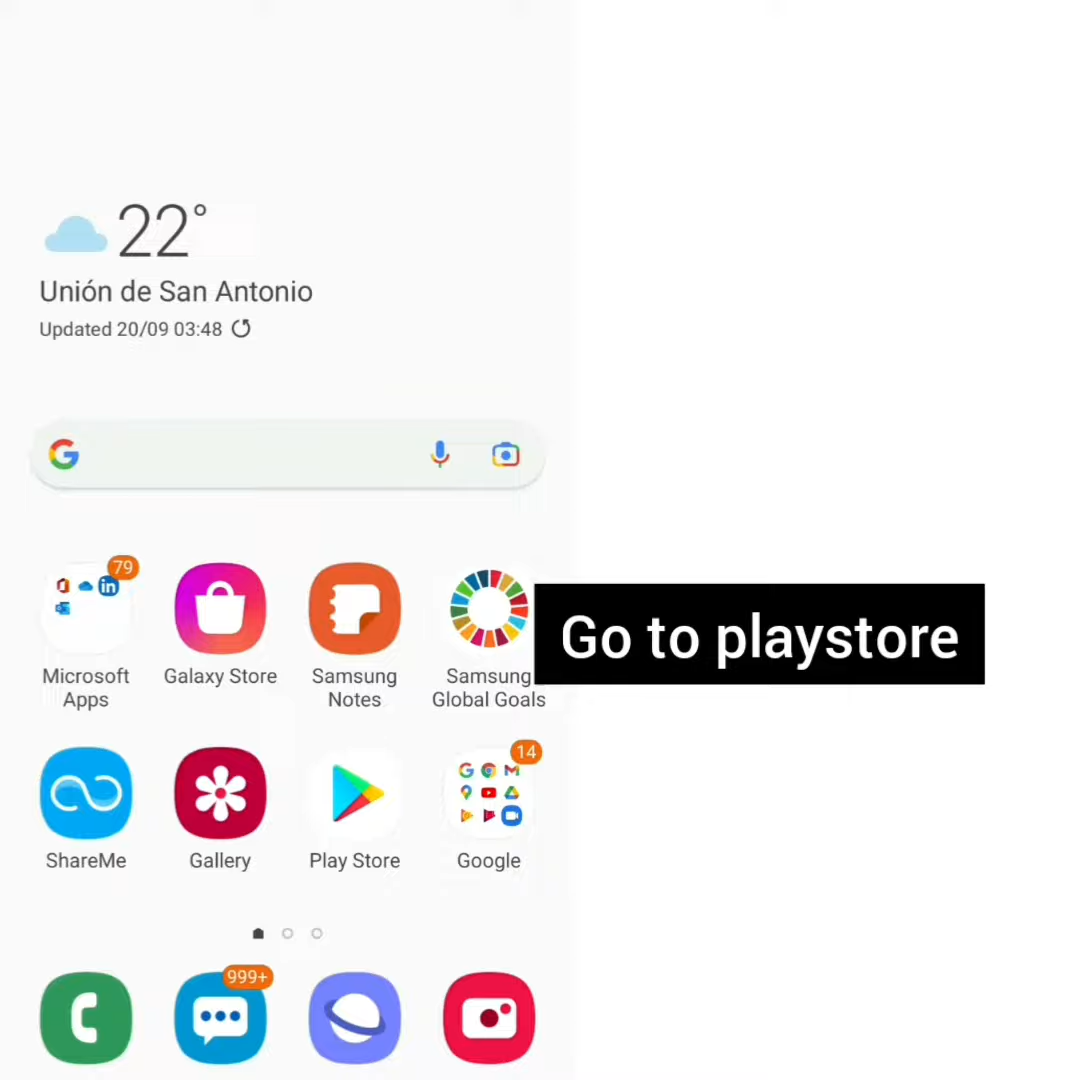 22°
Unión de San Antonio
Updated 20/09 03:48
79
Microsoft
Apps
Galaxy Store
Samsung
Notes
Samsung
Global Goals
Go to playstore
ShareMe
Gallery
Play Store
14
Google
999+